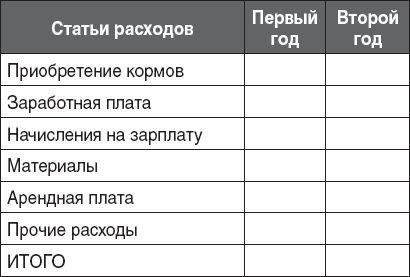 Статьи расходов Первый год Второй год
Приобретение кормов
Заработная плата
Начисления на зарплату
Материалы
Арендная плата
Прочие расходы
ИТОГО